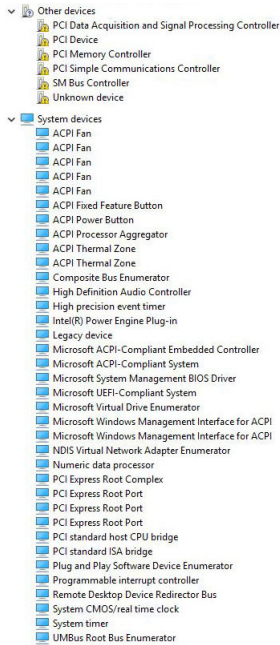 Other devices
PCI Data Acquisition and Signal Processing Controller
PCI Device
PCI Memory Controller
PCI Simple Communications Controller
SM Bus Controller
Unknown device
System devices
ACPI Fan
ACPI Fan
ACPI Fan
ACPI Fan
ACPI Fan
ACPI Fixed Feature Button
ACPI Power Button
ACPI Processor Aggregator
ACPI Thermal Zone
ACPI Thermal Zone
Composite Bus Enumerator
High Definition Audio Controller
High precision event timer
Intel(R) Power Engine Plug-in
Legacy device
Microsoft ACPI-Compliant Embedded Controller
Microsoft ACPI-Compliant System
Microsoft System Management BIOS Driver
Microsoft UEFI-Compliant System
Microsoft Virtual Drive Enumerator
Microsoft Windows Management Interface for ACPI
Microsoft Windows Management Interface for ACPI
NDIS Virtual Network Adapter Enumerator
Numeric data processor
PCI Express Root Complex
PCI Express Root Port
PCI Express Root Port
PCI Express Root Port
PCI standard host CPU bridge
PCI standard ISA bridge
Plug and Play Software Device Enumerator
Programmable interrupt controller
Remote Desktop Device Redirector Bus
System CMOS/real time clock
System timer
UMBus Root Bus Enumerator